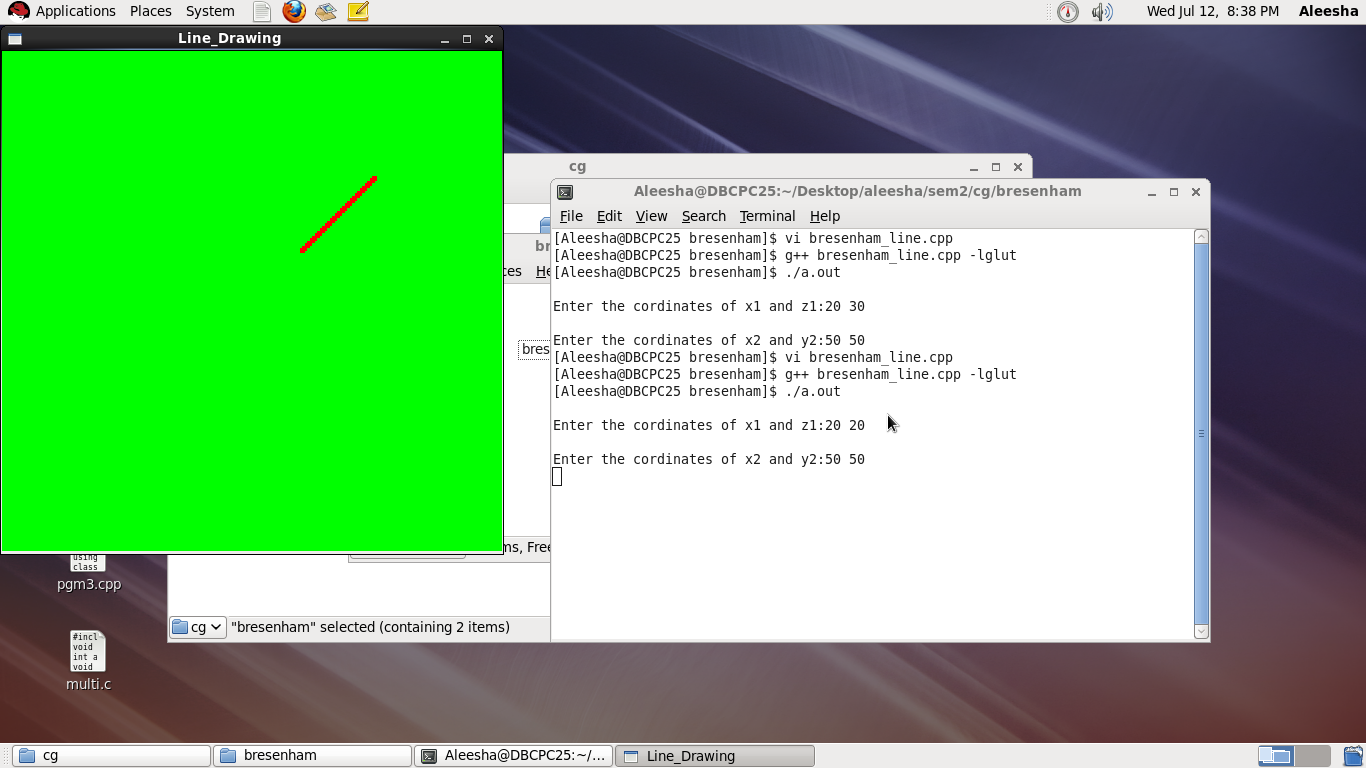 Applications Places System
Wed Jul 12, 8:38 PM Aleesha
Line_Drawing
cg
Aleesha@DBCPC25:~/Desktop/aleesha/sem2/cg/bresenham
File Edit View Search Terminal Help
[Aleesha@DBCPC25 bresenham]$ vi bresenham_line.cpp
[Aleesha@DBCPC25 bresenham]$ g++ bresenham_line.cpp -lglut
[Aleesha@DBCPC25 bresenham]$ ./a.out
Enter the cordinates of x1 and z1:20 30
Enter the cordinates of x2 and y2:50 50
[Aleesha@DBCPC25 bresenham]$ vi bresenham_line.cpp
[Aleesha@DBCPC25 bresenham]$ g++ bresenham_line.cpp -lglut
[Aleesha@DBCPC25 bresenham]$ ./a.out
Enter the cordinates of x1 and z1:20 20
Enter the cordinates of x2 and y2:50 50
br
ces He
bres
ms, Free
cg "bresenham" selected (containing 2 items)
using
class
pgm3.cpp
#incl
void
int a
void
multi.c
cg
bresenham
Aleesha@DBCPC25:~/...
Line_Drawing